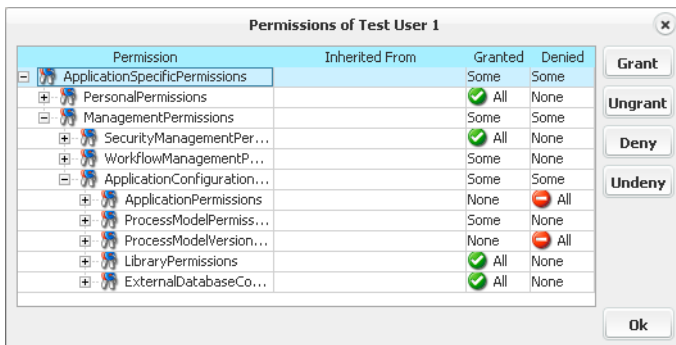 Permissions of Test User 1
Permission Inherited From Granted Denied
ApplicationSpecificPermissions Some Some
PersonalPermissions All None
ManagementPermissions Some Some
SecurityManagementPer... All None
WorkflowManagementP... Some None
ApplicationConfiguration... Some Some
ApplicationPermissions None All
ProcessModelPermiss... Some None
ProcessModelVersion... None All
LibraryPermissions All None
ExternalDatabaseCo... All None
Grant
Ungrant
Deny
Undeny
Ok